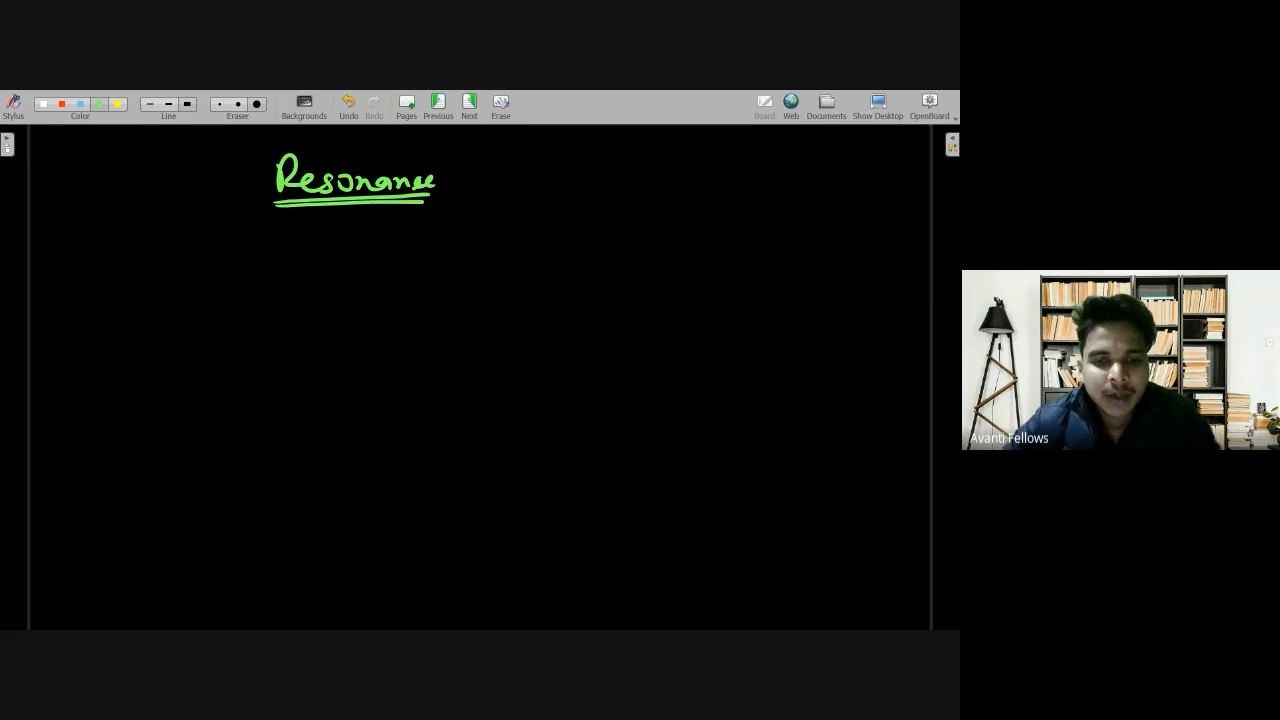 Stylus Color Line Eraser Backgrounds Undo Redo Pages Previous Next Erase Board Web Documents Show Desktop OpenBoard
Resonance
Avanti Fellows